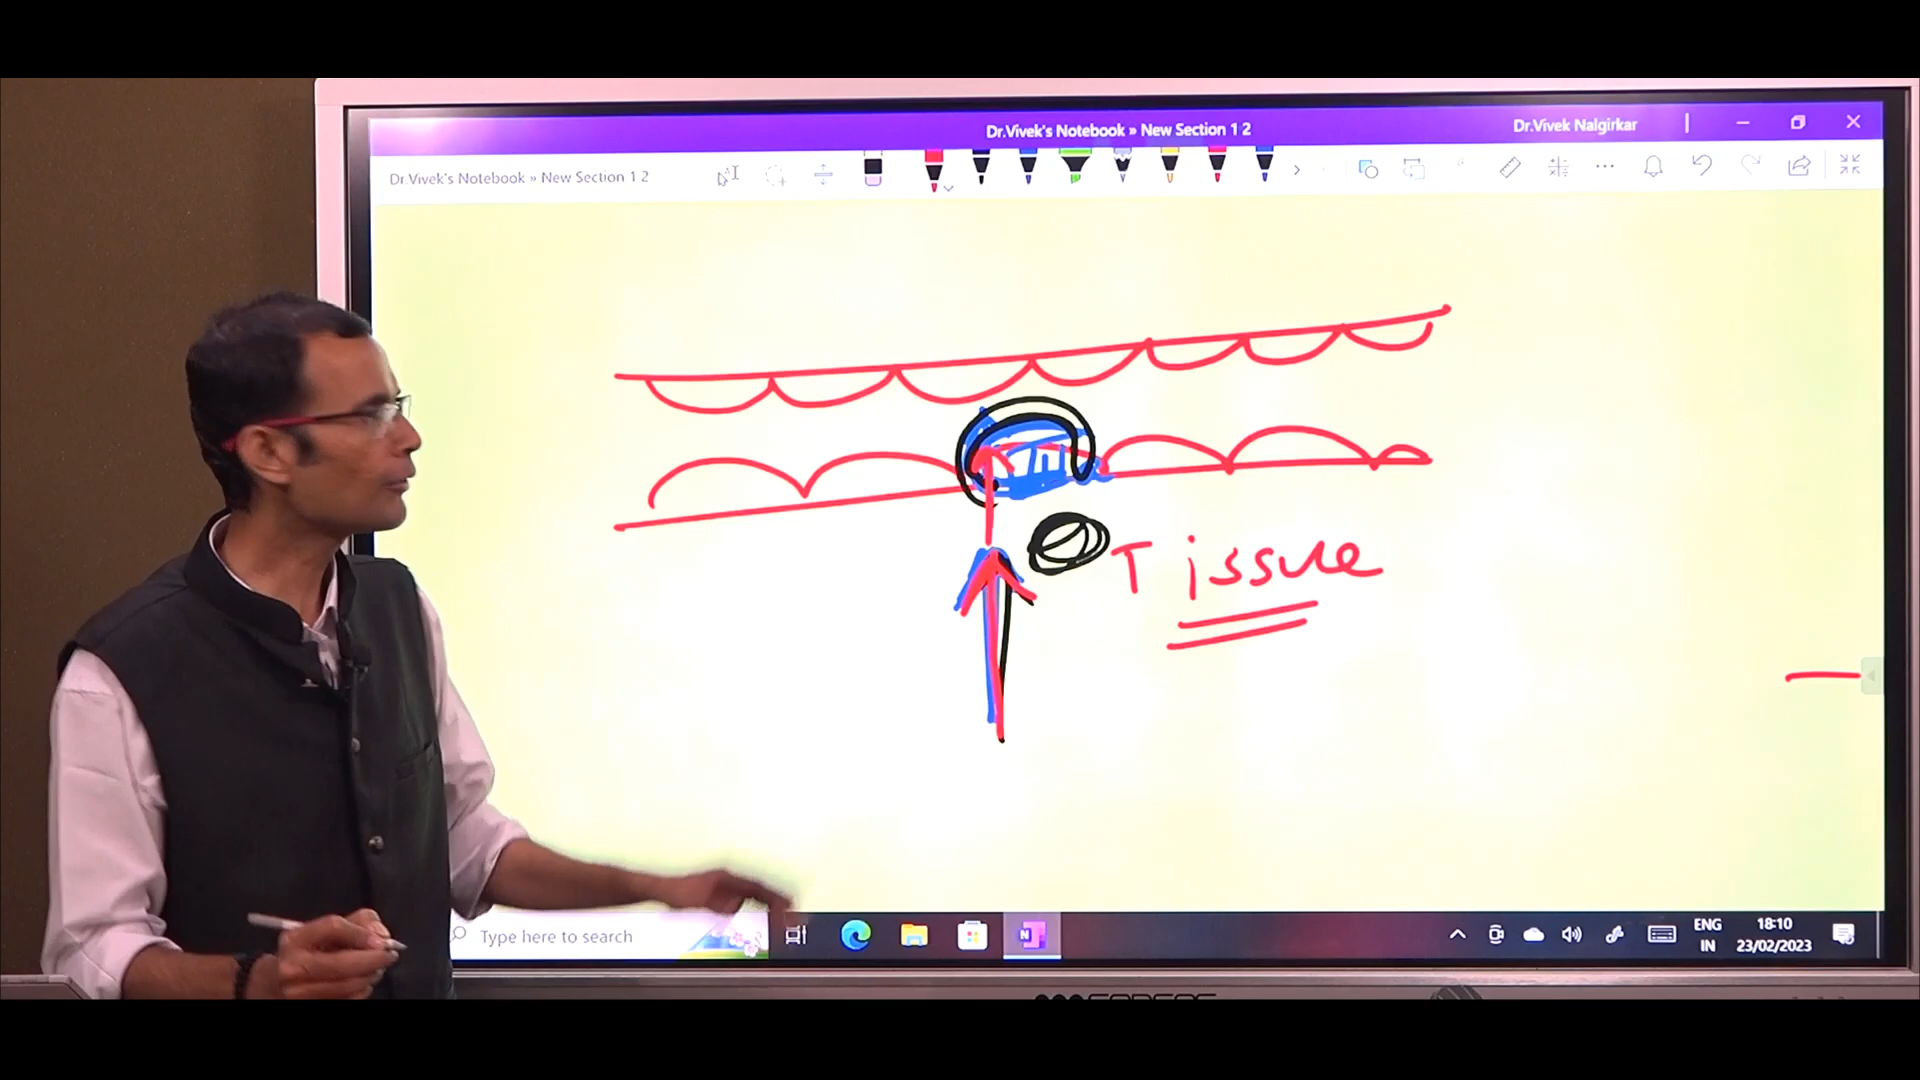 Dr.Vivek's Notebook » New Section 1 2
Dr.Vivek Nalgirkar
Dr.Vivek's Notebook » New Section 1 2
Tissue
Type here to search
ENG
IN
18:10
23/02/2023